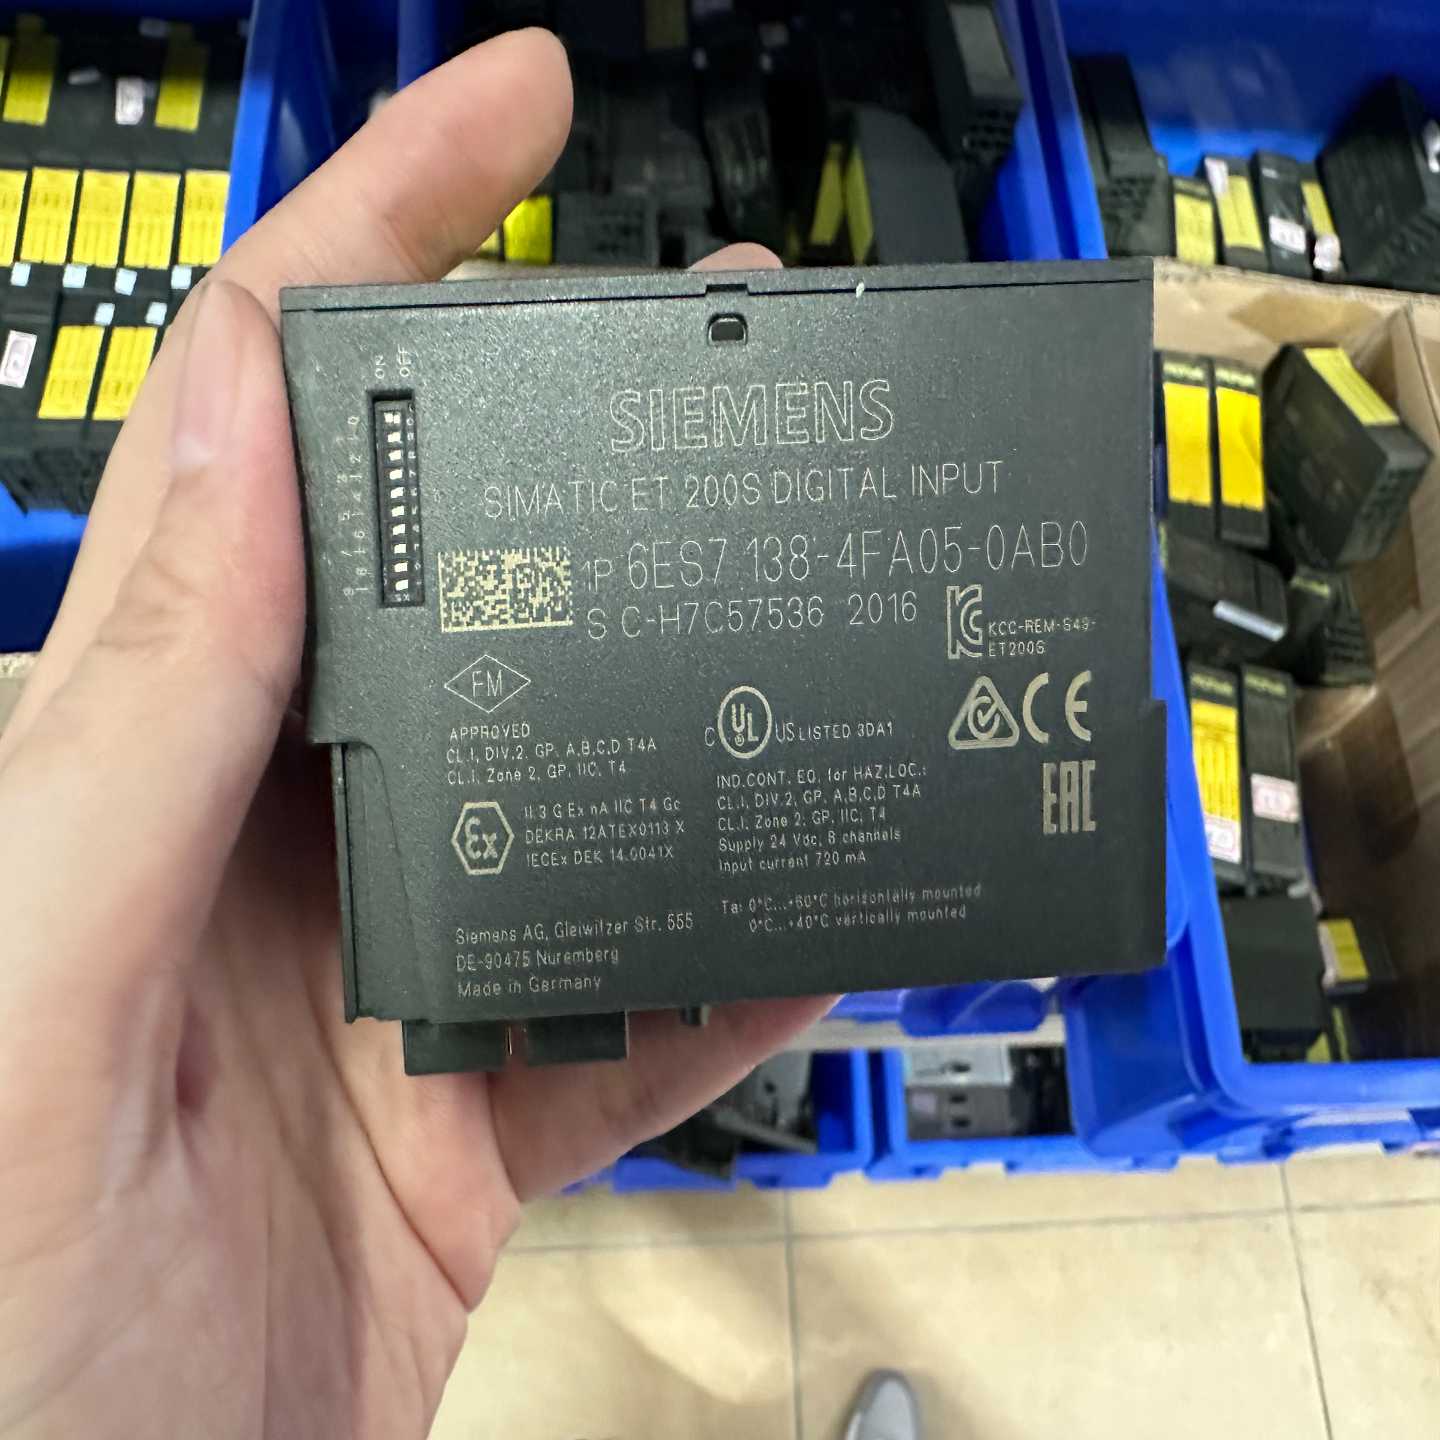 ON
OFF
SIEMENS
SIMATIC ET 200S DIGITAL INPUT
1P 6ES7 138-4FA05-0AB0
S C-H7C57536 2016
KCC-REM-S49-
ET200S
FM
APPROVED
CL.I, DIV.2, GP. A,B,C,D T4A
CL.I, Zone 2, GP. IIC, T4
C UL US LISTED 3DA1
CE
IND.CONT. EQ. for HAZ.LOC.:
CL.I, DIV.2, GP. A,B,C,D T4A
CL.I, Zone 2, GP. IIC, T4
Supply 24 Vdc, 8 channels
Input current 720 mA
EAC
Ex
II 3 G Ex nA IIC T4 Gc
DEKRA 12ATEX0113 X
IECEx DEK 14.0041X
Ta: 0°C...+60°C horizontally mounted
0°C...+40°C vertically mounted
Siemens AG, Gleiwitzer Str. 555
DE-90475 Nuremberg
Made in Germany